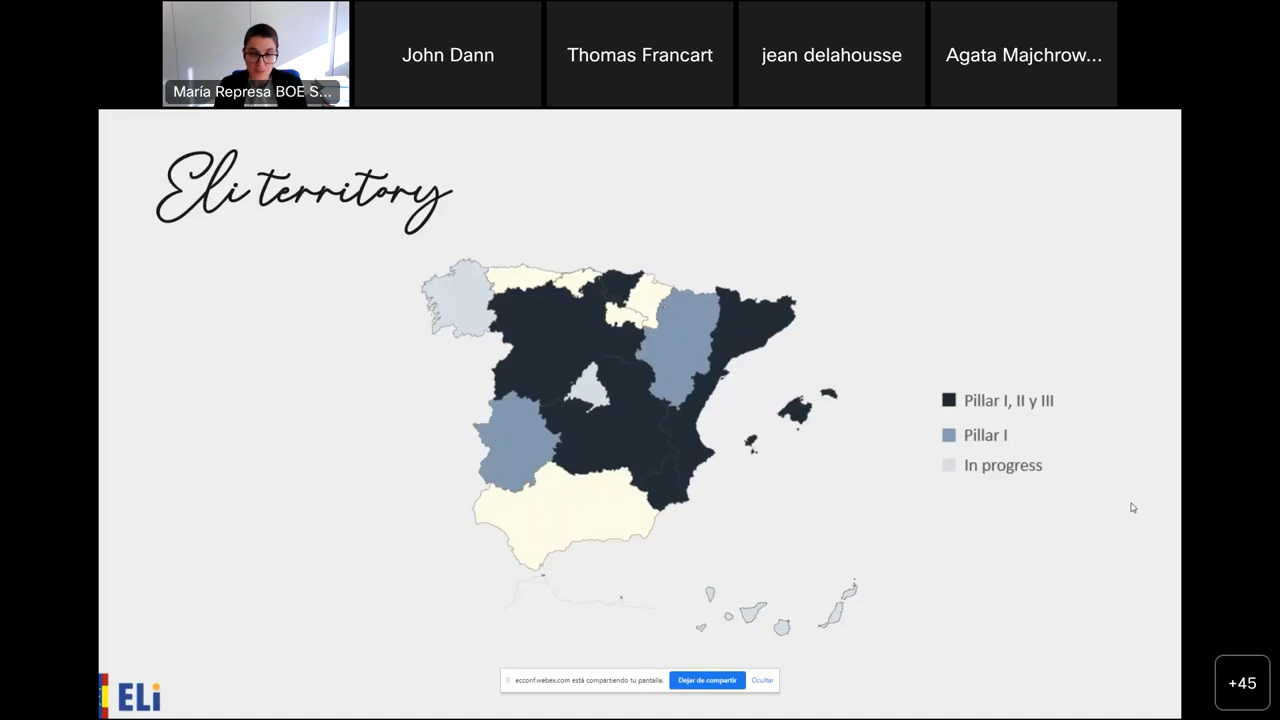 María Represa BOE S...
John Dann
Thomas Francart
jean delahousse
Agata Majchrow...
Eli territory
Pillar I, II y III
Pillar I
In progress
ecconf.webex.com está compartiendo tu pantalla.
Dejar de compartir
Ocultar
ELi
+45